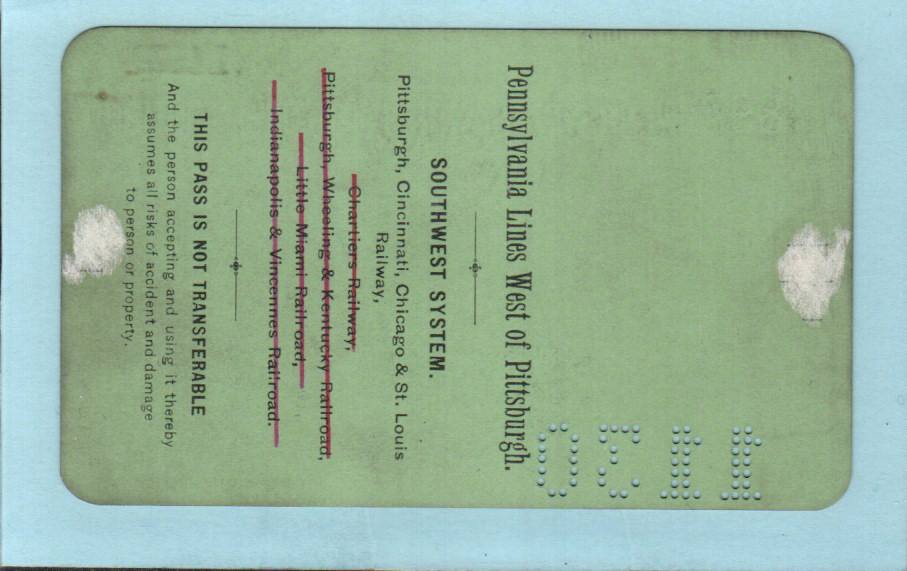 Pennsylvania Lines West of Pittsburgh.
SOUTHWEST SYSTEM.
Pittsburgh, Cincinnati, Chicago & St. Louis
Railway,
Chartiers Railway,
Pittsburgh, Wheeling & Kentucky Railroad,
Little Miami Railroad,
Indianapolis & Vincennes Railroad.
THIS PASS IS NOT TRANSFERABLE
And the person accepting and using it thereby
assumes all risks of accident and damage
to person or property.